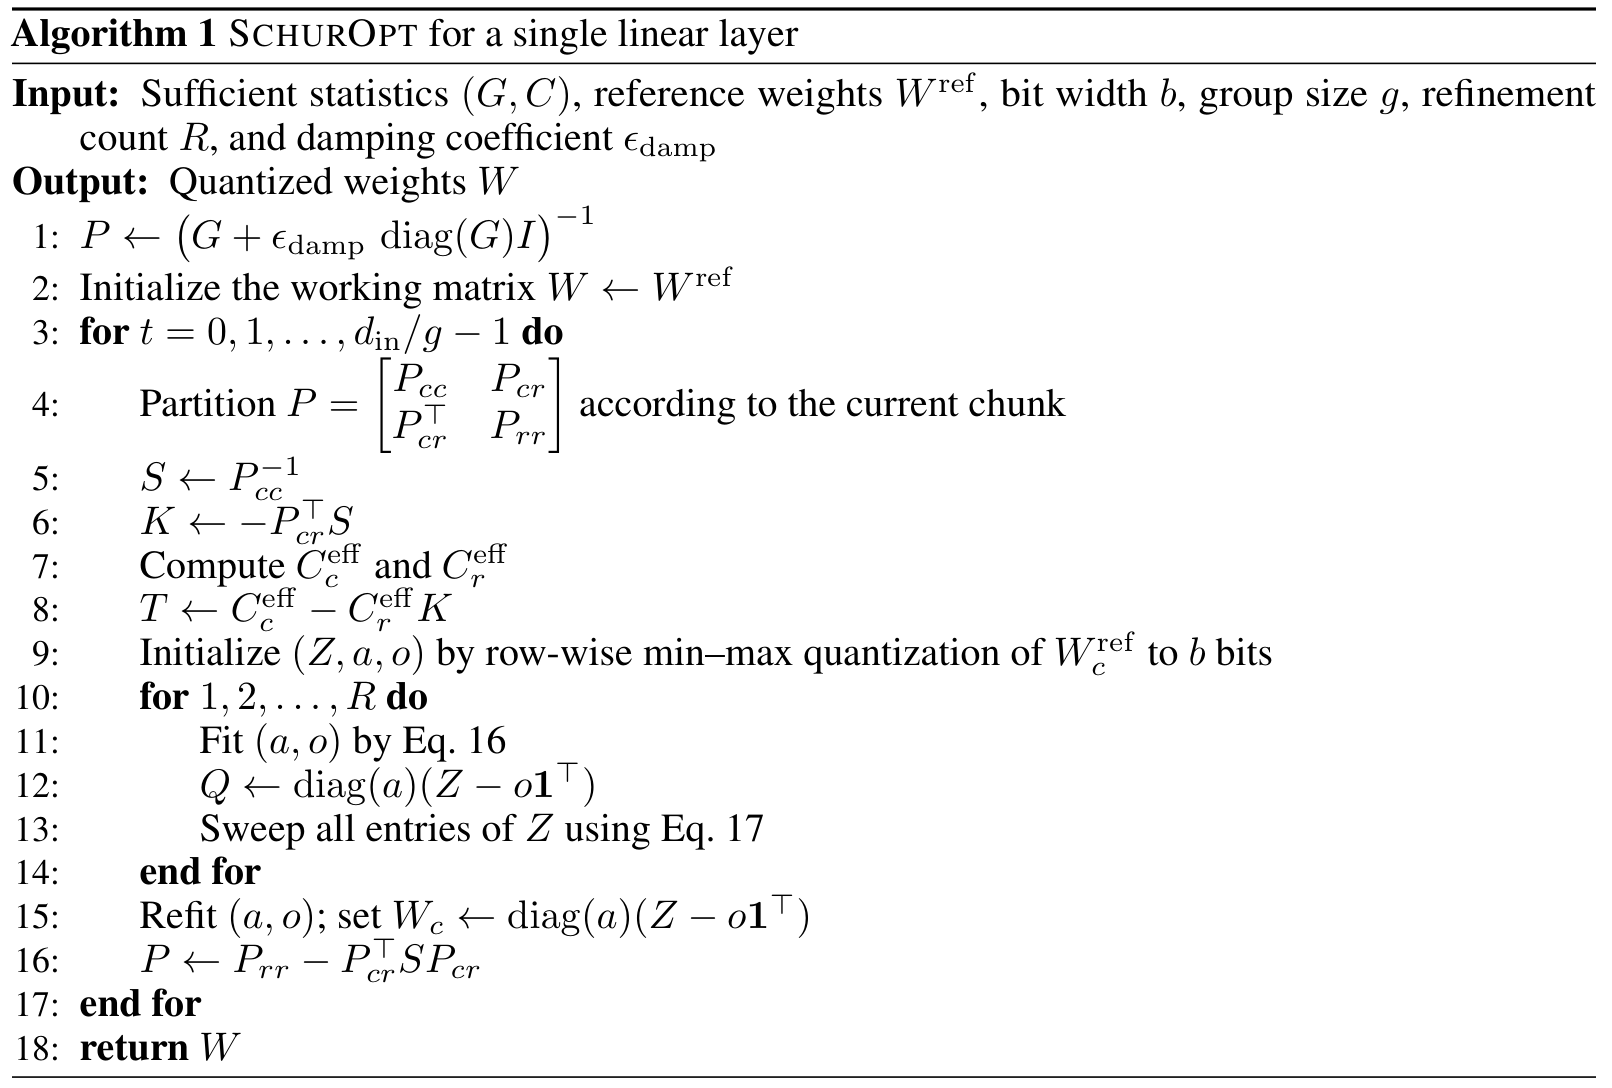 Algorithm 1 SCHUROPT for a single linear layer
Input: Sufficient statistics (G, C), reference weights W^ref, bit width b, group size g, refinement
count R, and damping coefficient ϵ_damp
Output: Quantized weights W
1: P ← (G + ϵ_damp diag(G)I)^−1
2: Initialize the working matrix W ← W^ref
3: for t = 0, 1, . . . , d_in/g − 1 do
4: Partition P = [P_cc P_cr; P_cr^⊤ P_rr] according to the current chunk
5: S ← P_cc^−1
6: K ← −P_cr^⊤ S
7: Compute C_c^eff and C_r^eff
8: T ← C_c^eff − C_r^eff K
9: Initialize (Z, a, o) by row-wise min–max quantization of W_c^ref to b bits
10: for 1, 2, . . . , R do
11: Fit (a, o) by Eq. 16
12: Q ← diag(a)(Z − o1^⊤)
13: Sweep all entries of Z using Eq. 17
14: end for
15: Refit (a, o); set W_c ← diag(a)(Z − o1^⊤)
16: P ← P_rr − P_cr^⊤ S P_cr
17: end for
18: return W